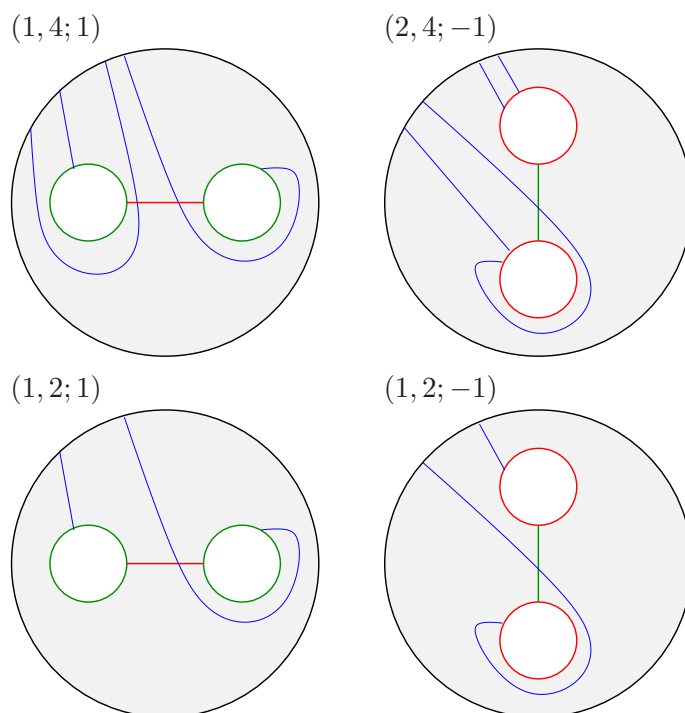 (1, 4; 1)
(2, 4; −1)
(1, 2; 1)
(1, 2; −1)